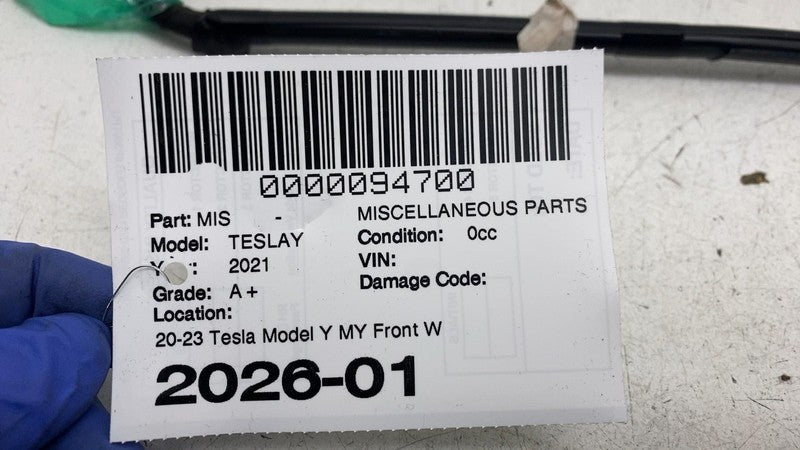 0000094700
Part: MIS - MISCELLANEOUS PARTS
Model: TESLAY Condition: 0cc
2021 VIN:
Grade: A+ Damage Code:
Location:
20-23 Tesla Model Y MY Front W
2026-01